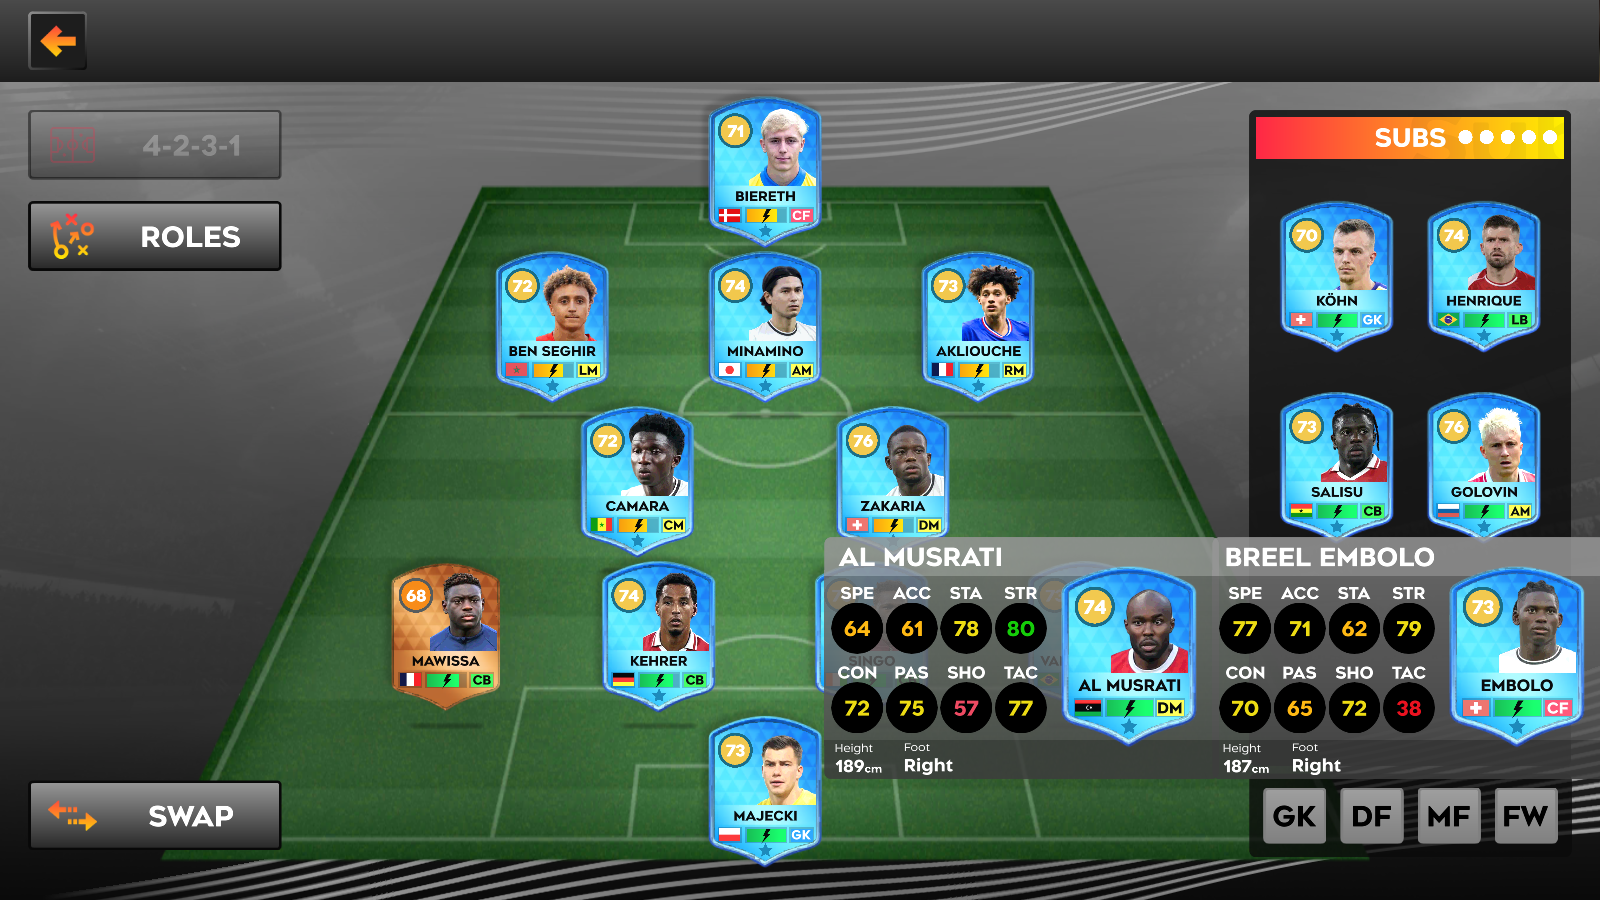 4-2-3-1
ROLES
SUBS
71
BIERETH
CF
72
BEN SEGHIR
LM
74
MINAMINO
AM
73
AKLIOUCHE
RM
70
KÖHN
GK
74
HENRIQUE
LB
72
CAMARA
CM
76
ZAKARIA
DM
73
SALISU
CB
76
GOLOVIN
AM
68
MAWISSA
CB
74
KEHRER
CB
SINGO
73
MAJECKI
GK
AL MUSRATI
SPE ACC STA STR
64 61 78 80
CON PAS SHO TAC
72 75 57 77
Height Foot
189cm Right
74
AL MUSRATI
DM
BREEL EMBOLO
SPE ACC STA STR
77 71 62 79
CON PAS SHO TAC
70 65 72 38
Height Foot
187cm Right
73
EMBOLO
CF
SWAP
GK DF MF FW